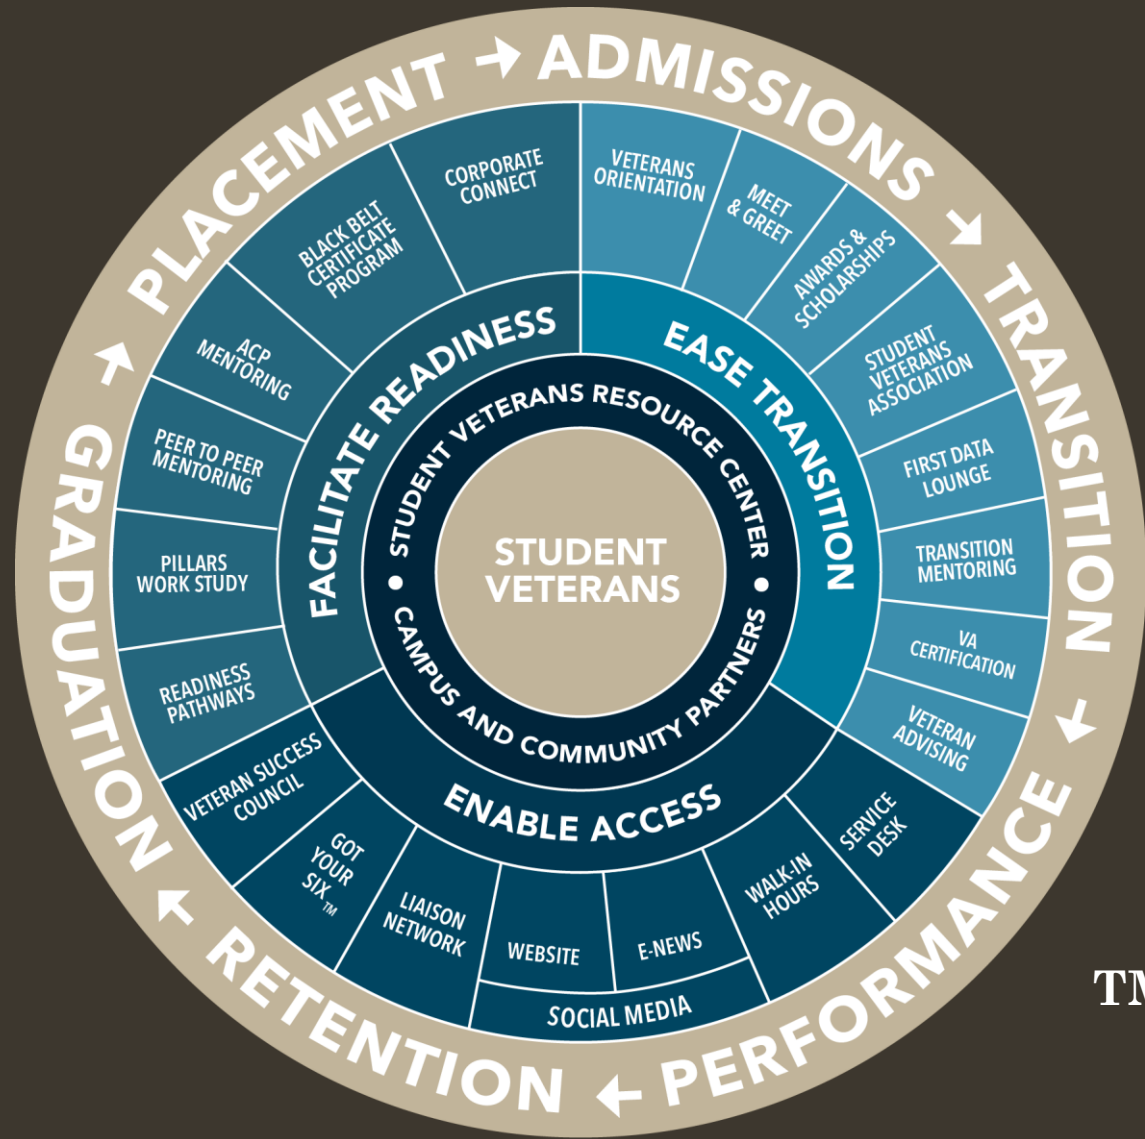 PLACEMENT
ADMISSIONS
TRANSITION
PERFORMANCE
RETENTION
GRADUATION
CORPORATE
CONNECT
VETERANS
ORIENTATION
MEET
& GREET
AWARDS &
SCHOLARSHIPS
STUDENT
VETERANS
ASSOCIATION
FIRST DATA
LOUNGE
TRANSITION
MENTORING
VA
CERTIFICATION
VETERAN
ADVISING
SERVICE
DESK
WALK-IN
HOURS
E-NEWS
WEBSITE
SOCIAL MEDIA
LIAISON
NETWORK
GOT
YOUR
SIX TM
VETERAN SUCCESS
COUNCIL
READINESS
PATHWAYS
PILLARS
WORK STUDY
PEER TO PEER
MENTORING
ACP
MENTORING
BLACK BELT
CERTIFICATE
PROGRAM
FACILITATE READINESS
EASE TRANSITION
ENABLE ACCESS
• STUDENT VETERANS RESOURCE CENTER •
CAMPUS AND COMMUNITY PARTNERS
STUDENT
VETERANS
TM